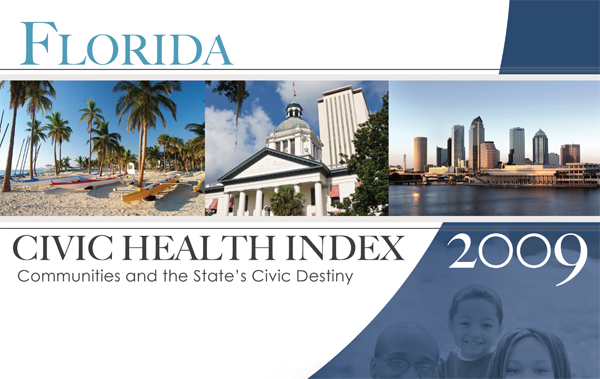 FLORIDA
CIVIC HEALTH INDEX 2009
Communities and the State's Civic Destiny